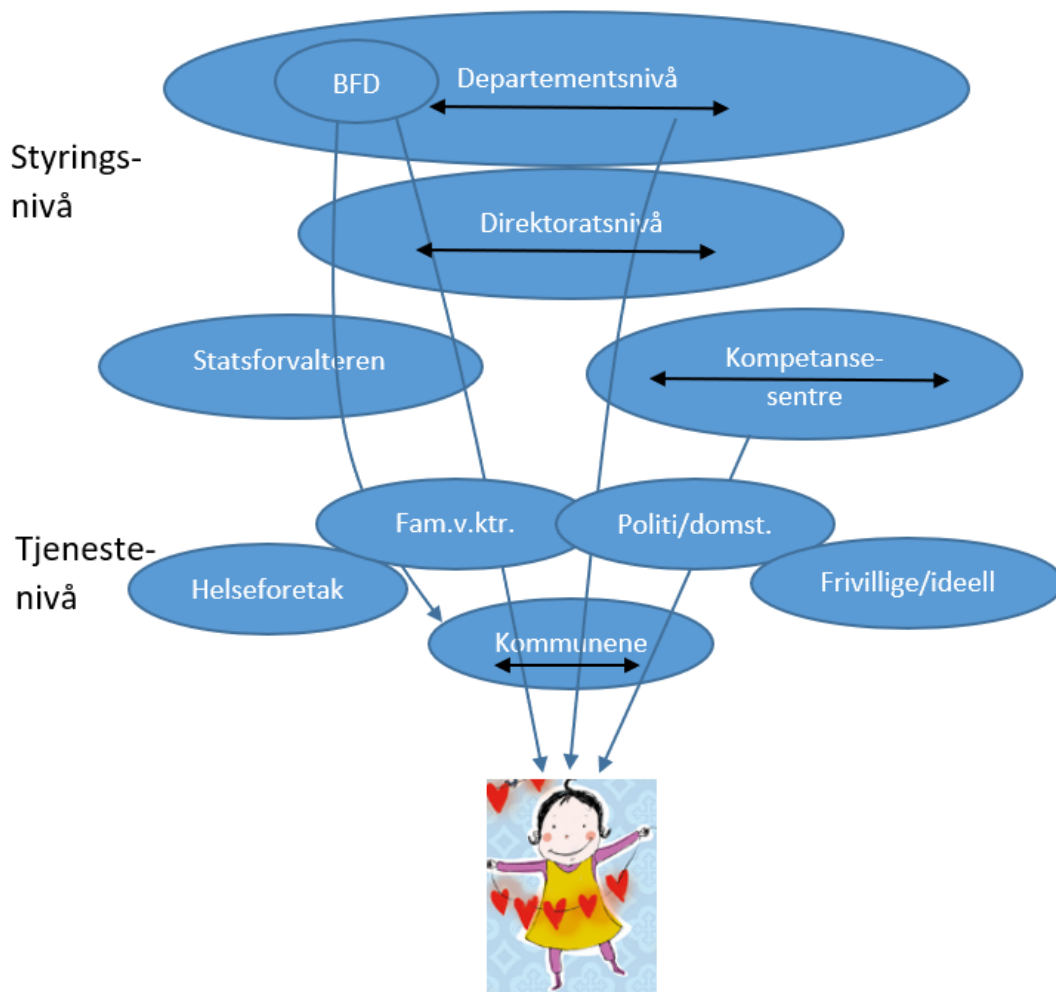 BFD
Departementsnivå
Styrings-
nivå
Direktoratsnivå
Statsforvalteren
Kompetanse-
sentre
Fam.v.ktr.
Politi/domst.
Tjeneste-
nivå
Helseforetak
Frivillige/ideell
Kommunene